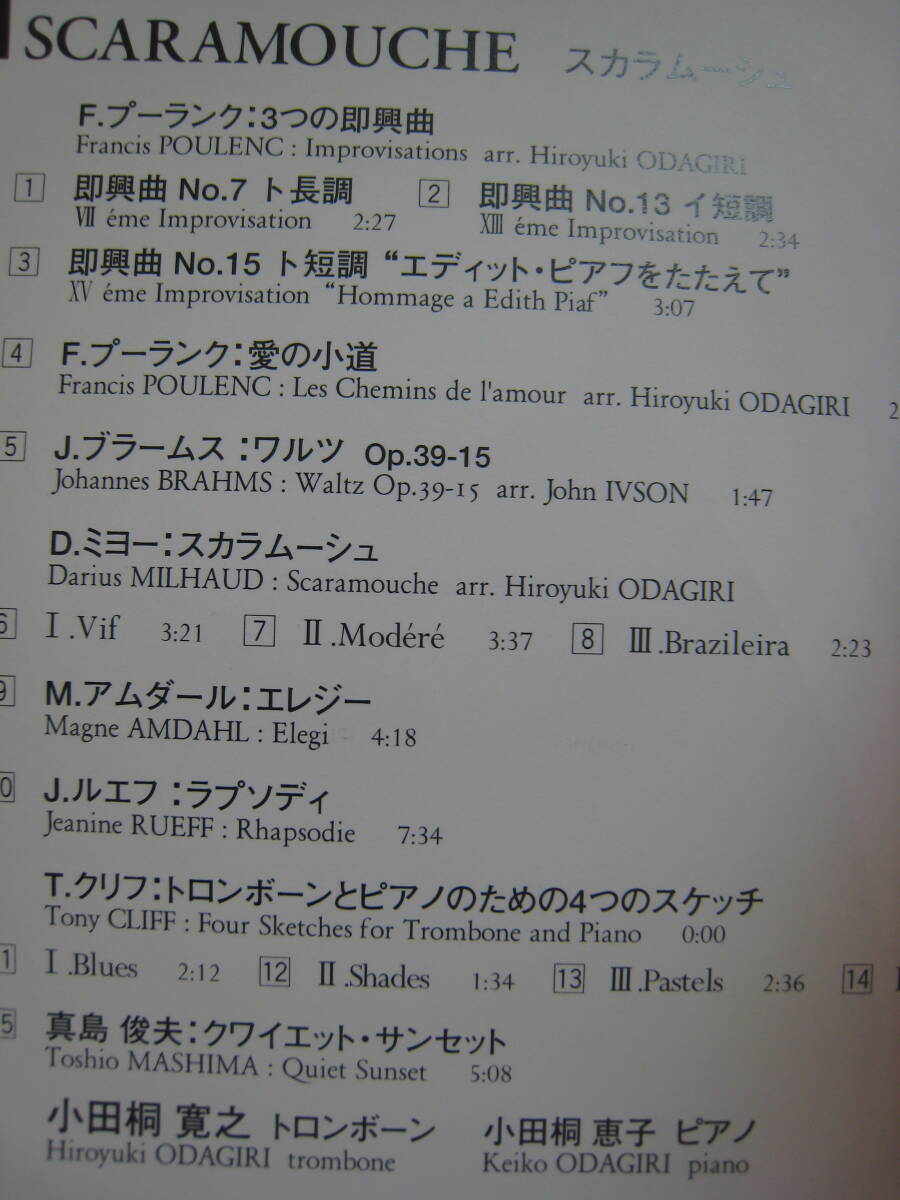 SCARAMOUCHE スカラムーシュ
F.プーランク：3つの即興曲
Francis POULENC : Improvisations arr. Hiroyuki ODAGIRI
1 即興曲 No.7 ト長調 2 即興曲 No.13 イ短調
Ⅶ éme Improvisation 2:27 XIII éme Improvisation 2:34
3 即興曲 No.15 ト短調 “エディット・ピアフをたたえて”
XV éme Improvisation “Hommage a Edith Piaf” 3:07
4 F.プーランク：愛の小道
Francis POULENC : Les Chemins de l'amour arr. Hiroyuki ODAGIRI 2
5 J.ブラームス：ワルツ Op.39-15
Johannes BRAHMS : Waltz Op.39-15 arr. John IVSON 1:47
D.ミヨー：スカラムーシュ
Darius MILHAUD : Scaramouche arr. Hiroyuki ODAGIRI
6 Ⅰ.Vif 3:21 7 Ⅱ.Modéré 3:37 8 Ⅲ.Brazileira 2:23
9 M.アムダール：エレジー
Magne AMDAHL : Elegi 4:18
0 J.ルエフ：ラプソディ
Jeanine RUEFF : Rhapsodie 7:34
T.クリフ：トロンボーンとピアノのための4つのスケッチ
Tony CLIFF : Four Sketches for Trombone and Piano 0:00
1 Ⅰ.Blues 2:12 12 Ⅱ.Shades 1:34 13 Ⅲ.Pastels 2:36 14
5 真島 俊夫：クワイエット・サンセット
Toshio MASHIMA : Quiet Sunset 5:08
小田桐 寛之 トロンボーン 小田桐 恵子 ピアノ
Hiroyuki ODAGIRI trombone Keiko ODAGIRI piano